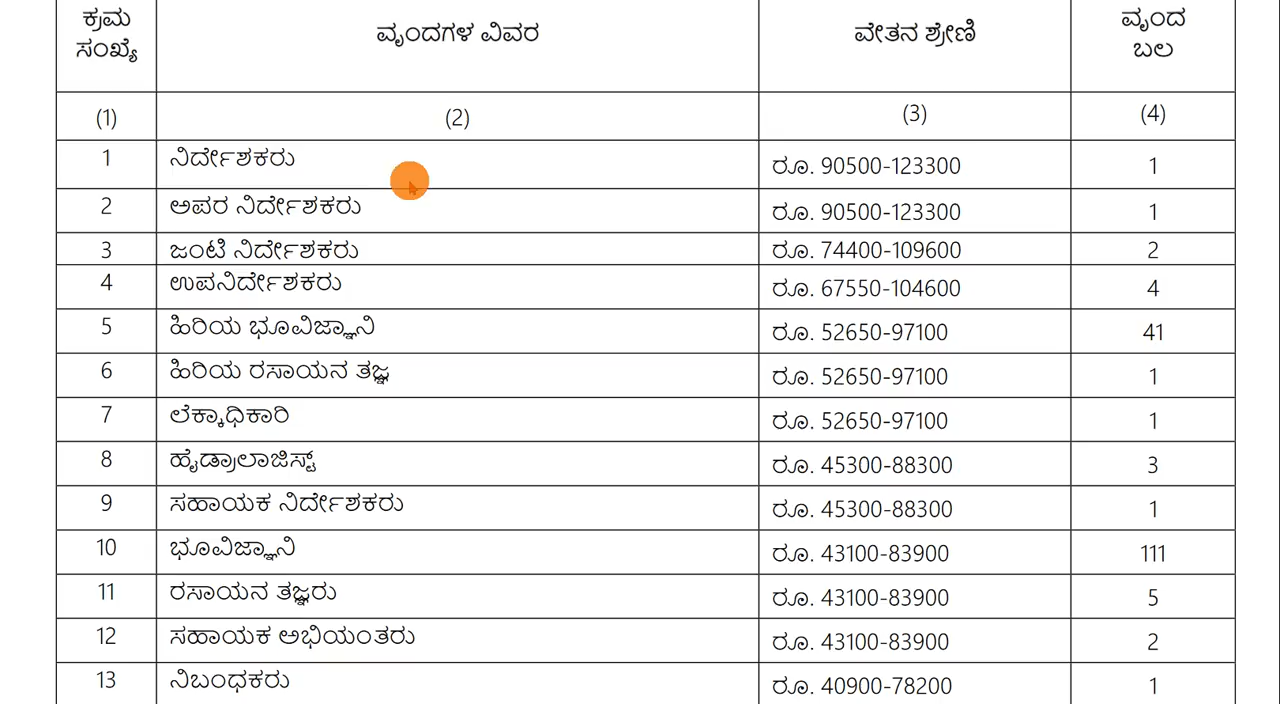 ಕ್ರಮ ಸಂಖ್ಯೆ ವೃಂದಗಳ ವಿವರ ವೇತನ ಶ್ರೇಣಿ ವೃಂದ ಬಲ
(1) (2) (3) (4)
1 ನಿರ್ದೇಶಕರು ರೂ. 90500-123300 1
2 ಅಪರ ನಿರ್ದೇಶಕರು ರೂ. 90500-123300 1
3 ಜಂಟಿ ನಿರ್ದೇಶಕರು ರೂ. 74400-109600 2
4 ಉಪನಿರ್ದೇಶಕರು ರೂ. 67550-104600 4
5 ಹಿರಿಯ ಭೂವಿಜ್ಞಾನಿ ರೂ. 52650-97100 41
6 ಹಿರಿಯ ರಸಾಯನ ತಜ್ಞ ರೂ. 52650-97100 1
7 ಲೆಕ್ಕಾಧಿಕಾರಿ ರೂ. 52650-97100 1
8 ಹೈಡ್ರಾಲಾಜಿಸ್ಟ್ ರೂ. 45300-88300 3
9 ಸಹಾಯಕ ನಿರ್ದೇಶಕರು ರೂ. 45300-88300 1
10 ಭೂವಿಜ್ಞಾನಿ ರೂ. 43100-83900 111
11 ರಸಾಯನ ತಜ್ಞರು ರೂ. 43100-83900 5
12 ಸಹಾಯಕ ಅಭಿಯಂತರು ರೂ. 43100-83900 2
13 ನಿಬಂಧಕರು ರೂ. 40900-78200 1